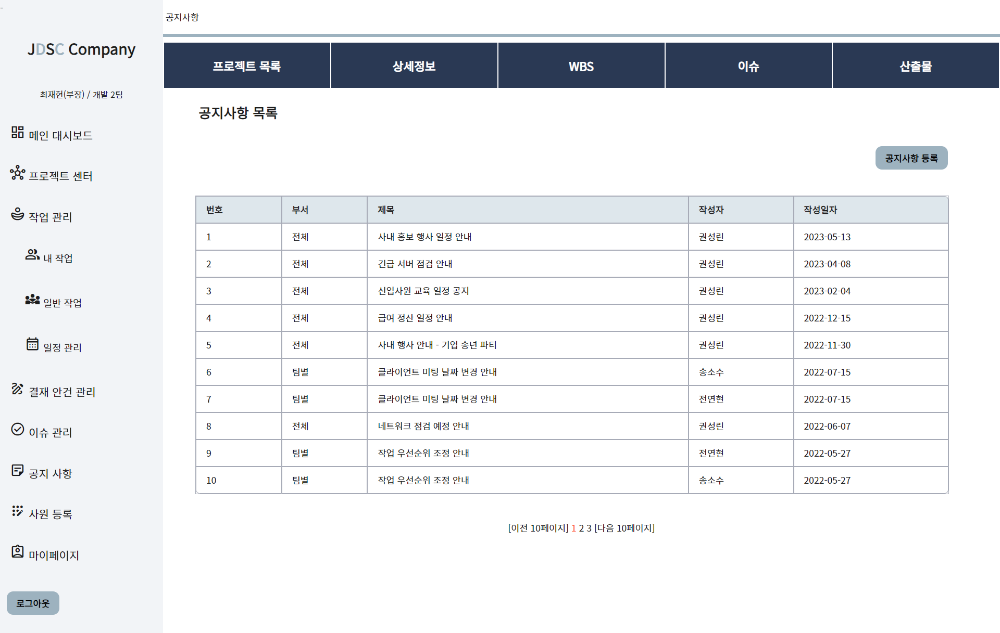 -
JDSC Company
최재현(부장) / 개발 2팀
메인 대시보드
프로젝트 센터
작업 관리
내 작업
일반 작업
일정 관리
결재 안건 관리
이슈 관리
공지 사항
사원 등록
마이페이지
로그아웃
공지사항
프로젝트 목록 상세정보 WBS 이슈 산출물
공지사항 목록
공지사항 등록
번호 부서 제목 작성자 작성일자
1 전체 사내 홍보 행사 일정 안내 권성린 2023-05-13
2 전체 긴급 서버 점검 안내 권성린 2023-04-08
3 전체 신입사원 교육 일정 공지 권성린 2023-02-04
4 전체 급여 정산 일정 안내 권성린 2022-12-15
5 전체 사내 행사 안내 - 기업 송년 파티 권성린 2022-11-30
6 팀별 클라이언트 미팅 날짜 변경 안내 송소수 2022-07-15
7 팀별 클라이언트 미팅 날짜 변경 안내 전연현 2022-07-15
8 전체 네트워크 점검 예정 안내 권성린 2022-06-07
9 팀별 작업 우선순위 조정 안내 전연현 2022-05-27
10 팀별 작업 우선순위 조정 안내 송소수 2022-05-27
[이전 10페이지] 1 2 3 [다음 10페이지]